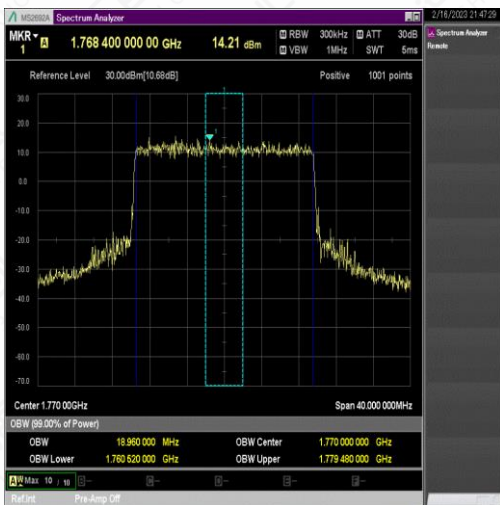 MS2692A Spectrum Analyzer
2/16/2023 21:47:29
MKR 1 A 1.768 400 000 00 GHz 14.21 dBm
RBW 300kHz ATT 30dB
VBW 1MHz SWT 5ms
Spectrum Analyzer
Remote
Reference Level 30.00dBm[10.68dB] Positive 1001 points
30.0
20.0
10.0
0.0
-10.0
-20.0
-30.0
-40.0
-50.0
-60.0
-70.0
1
Center 1.770 00GHz Span 40.000 000MHz
OBW (99.00% of Power)
OBW 18.960 000 MHz OBW Center 1.770 000 000 GHz
OBW Lower 1.760 520 000 GHz OBW Upper 1.779 480 000 GHz
A W Max 10 / 10
Ref.Int Pre-Amp Off